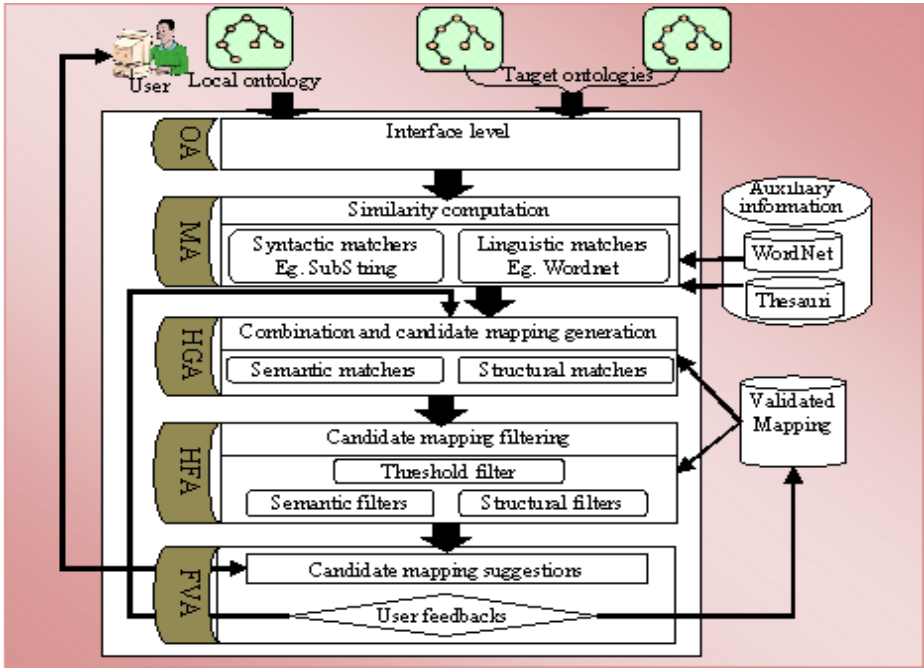 User
Local ontology
Target ontologies
OA
Interface level
MA
Similarity computation
Syntactic matchers
Eg. SubString
Linguistic matchers
Eg. Wordnet
Auxiliary
information
WordNet
Thesauri
HGA
Combination and candidate mapping generation
Semantic matchers
Structural matchers
Validated
Mapping
HFA
Candidate mapping filtering
Threshold filter
Semantic filters
Structural filters
FVA
Candidate mapping suggestions
User feedbacks